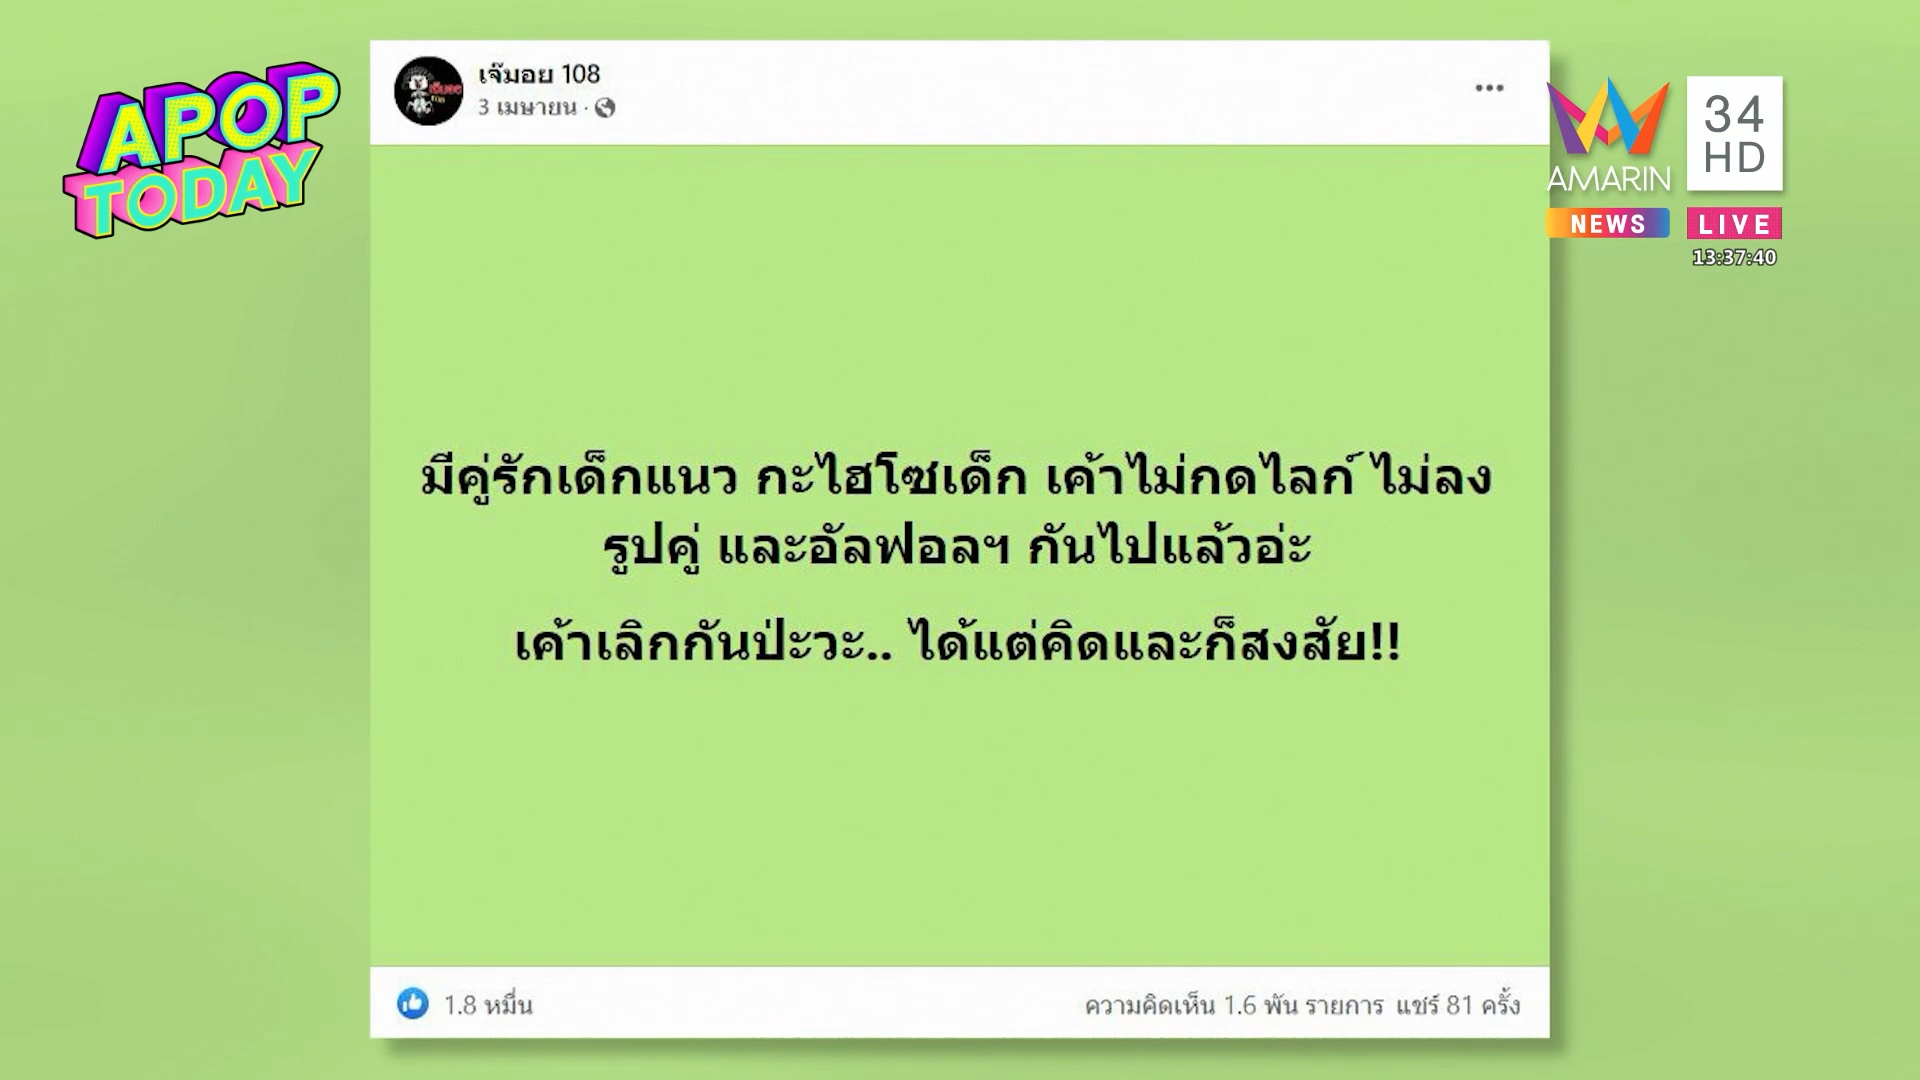 APOP
TODAY
เจ๊มอย 108
3 เมษายน ·
มีคู่รักเด็กแนว กะไฮโซเด็ก เค้าไม่กดไลก์ ไม่ลง
รูปคู่ และอัลฟอลฯ กันไปแล้วอ่ะ
เค้าเลิกกันป่ะวะ.. ได้แต่คิดและก็สงสัย!!
1.8 หมื่น
ความคิดเห็น 1.6 พัน รายการ แชร์ 81 ครั้ง
AMARIN
34
HD
NEWS
LIVE
13:37:40